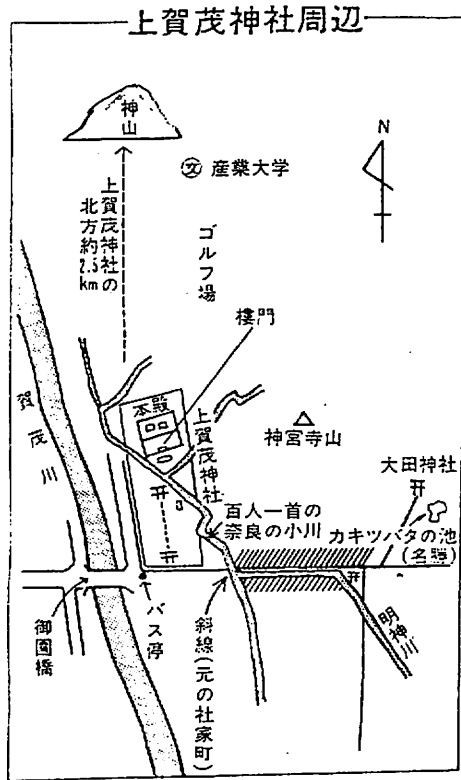 上賀茂神社周辺
神山
N
㊛ 産業大学
上賀茂神社の
北方約
2.5
km
ゴルフ場
楼門
賀茂川
本殿
上賀茂神社
神宮寺山
大田神社
百人一首の
奈良の小川
カキツバタの池
(名勝)
御園橋
バス停
斜線(元の社家町)
明神川